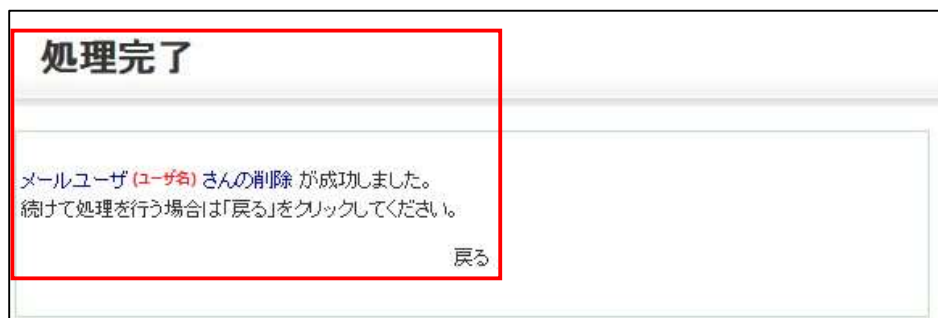 処理完了
メールユーザ (ユーザ名) さんの削除 が成功しました。
続けて処理を行う場合は「戻る」をクリックしてください。
戻る